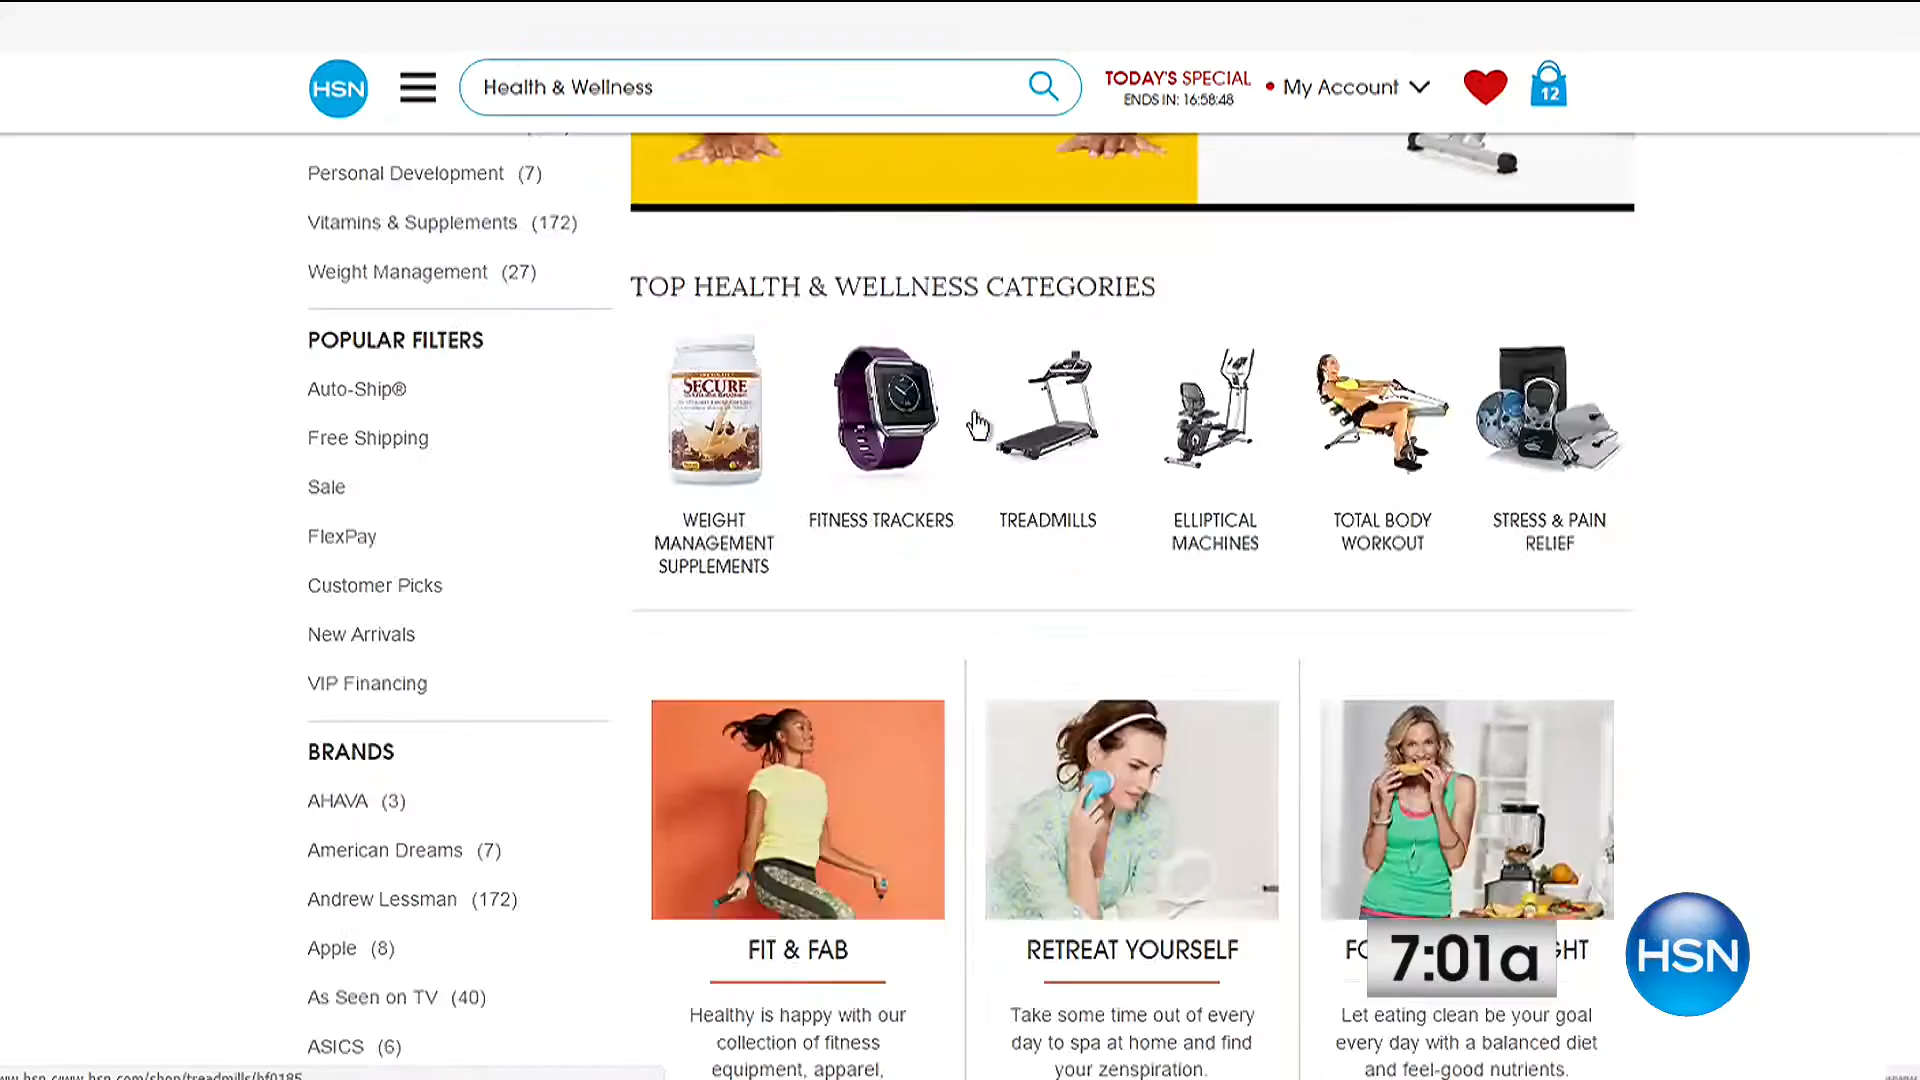 HSN
Health & Wellness
TODAY'S SPECIAL
ENDS IN: 16:58:48
My Account
12
Personal Development (7)
Vitamins & Supplements (172)
Weight Management (27)
POPULAR FILTERS
Auto-Ship®
Free Shipping
Sale
FlexPay
Customer Picks
New Arrivals
VIP Financing
BRANDS
AHAVA (3)
American Dreams (7)
Andrew Lessman (172)
Apple (8)
As Seen on TV (40)
ASICS (6)
TOP HEALTH & WELLNESS CATEGORIES
SECURE
WEIGHT
MANAGEMENT
SUPPLEMENTS
FITNESS TRACKERS
TREADMILLS
ELLIPTICAL
MACHINES
TOTAL BODY
WORKOUT
STRESS & PAIN
RELIEF
FIT & FAB
Healthy is happy with our
collection of fitness
equipment, apparel,
RETREAT YOURSELF
Take some time out of every
day to spa at home and find
your zenspiration.
Let eating clean be your goal
every day with a balanced diet
and feel-good nutrients.
7:01a
HSN